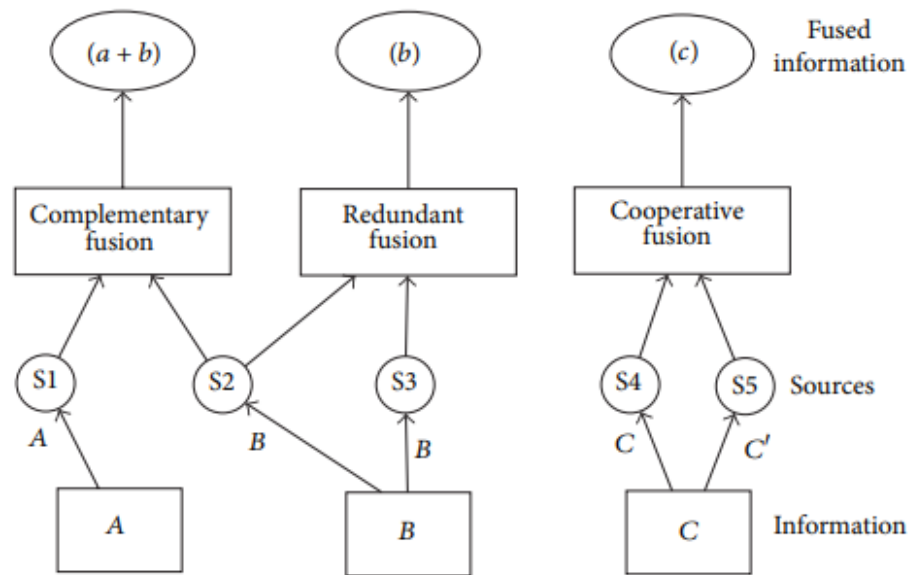 (a + b)
(b)
(c)
Fused
information
Complementary
fusion
Redundant
fusion
Cooperative
fusion
S1
S2
S3
S4
S5
Sources
A
B
B
C
C′
A
B
C
Information